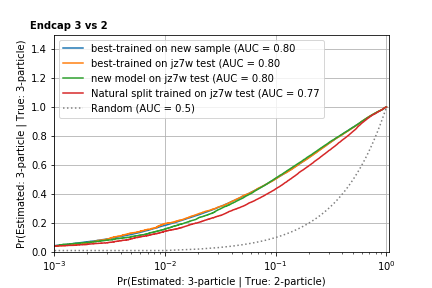 Endcap 3 vs 2
Pr(Estimated: 3-particle | True: 3-particle)
1.4
1.2
1.0
0.8
0.6
0.4
0.2
0.0
best-trained on new sample (AUC = 0.80
best-trained on jz7w test (AUC = 0.80
new model on jz7w test (AUC = 0.80
Natural split trained on jz7w test (AUC = 0.77
Random (AUC = 0.5)
10⁻³ 10⁻² 10⁻¹ 10⁰
Pr(Estimated: 3-particle | True: 2-particle)